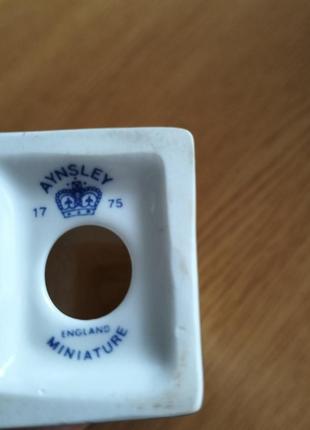 AYNSLEY
17 75
ENGLAND
MINIATURE